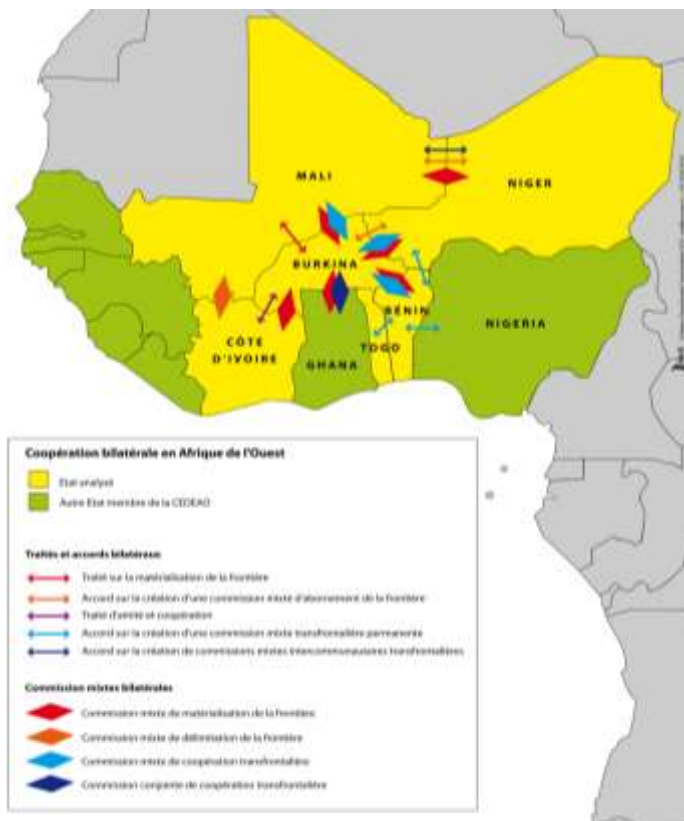 MALI
NIGER
BURKINA
BÉNIN
NIGERIA
CÔTE
D'IVOIRE
TOGO
GHANA
Coopération bilatérale en Afrique de l'Ouest
Etat analysé
Autre Etat membre de la CEDEAO
Traités et accords bilatéraux
Traité sur la matérialisation de la frontière
Accord sur la création d'une commission mixte d'abornement de la frontière
Traité d'amitié et coopération
Accord sur la création d'une commission mixte transfrontalière permanente
Accord sur la création de commissions mixtes intercommunautaires transfrontalières
Commission mixtes bilatérales
Commission mixte de matérialisation de la frontière
Commission mixte de délimitation de la frontière
Commission mixte de coopération transfrontalière
Commission conjointe de coopération transfrontalière